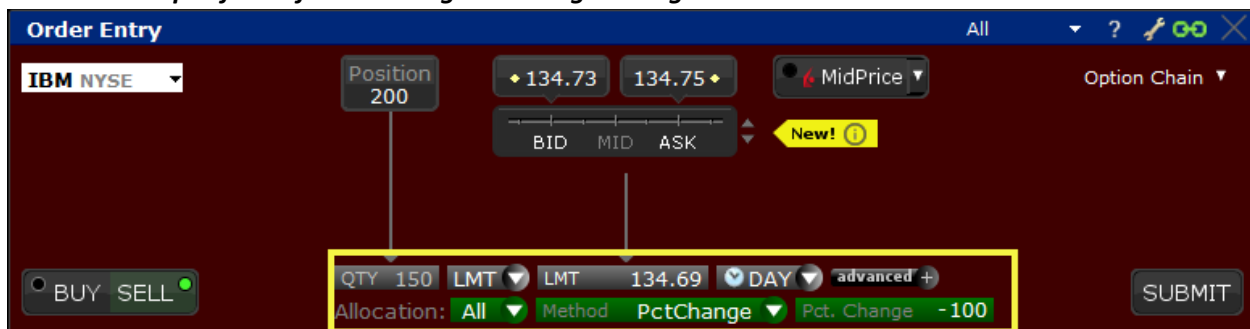 Order Entry All ?
IBM NYSE Position 134.73 134.75 MidPrice Option Chain
200
BID MID ASK New!
QTY 150 LMT LMT 134.69 DAY advanced +
BUY SELL SUBMIT
Allocation: All Method PctChange Pct. Change -100